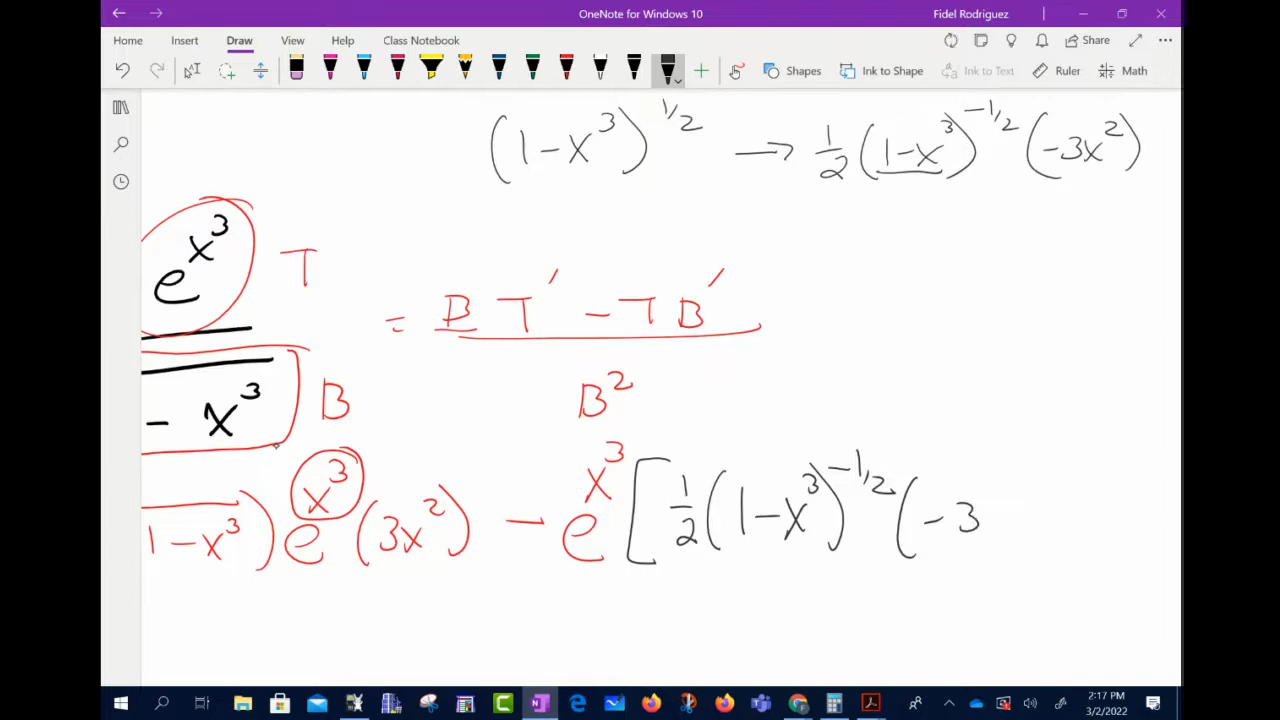 OneNote for Windows 10 Fidel Rodriguez
Home Insert Draw View Help Class Notebook Share
Shapes Ink to Shape Ink to Text Ruler Math
(1-x³)^1/2 → 1/2 (1-x³)^-1/2 (-3x²)
e^x³ T
= B T' - T B'
- x³ B B²
1-x³) e^x³ (3x²) - e^x³ [ 1/2 (1-x³)^-1/2 (-3
2:17 PM
3/2/2022